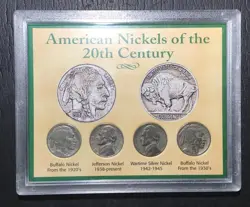 American Nickels of the
20th Century
Buffalo Nickel
From the 1920's
Jefferson Nickel
1938-present
Wartime Silver Nickel
1942-1945
Buffalo Nickel
From the 1930's